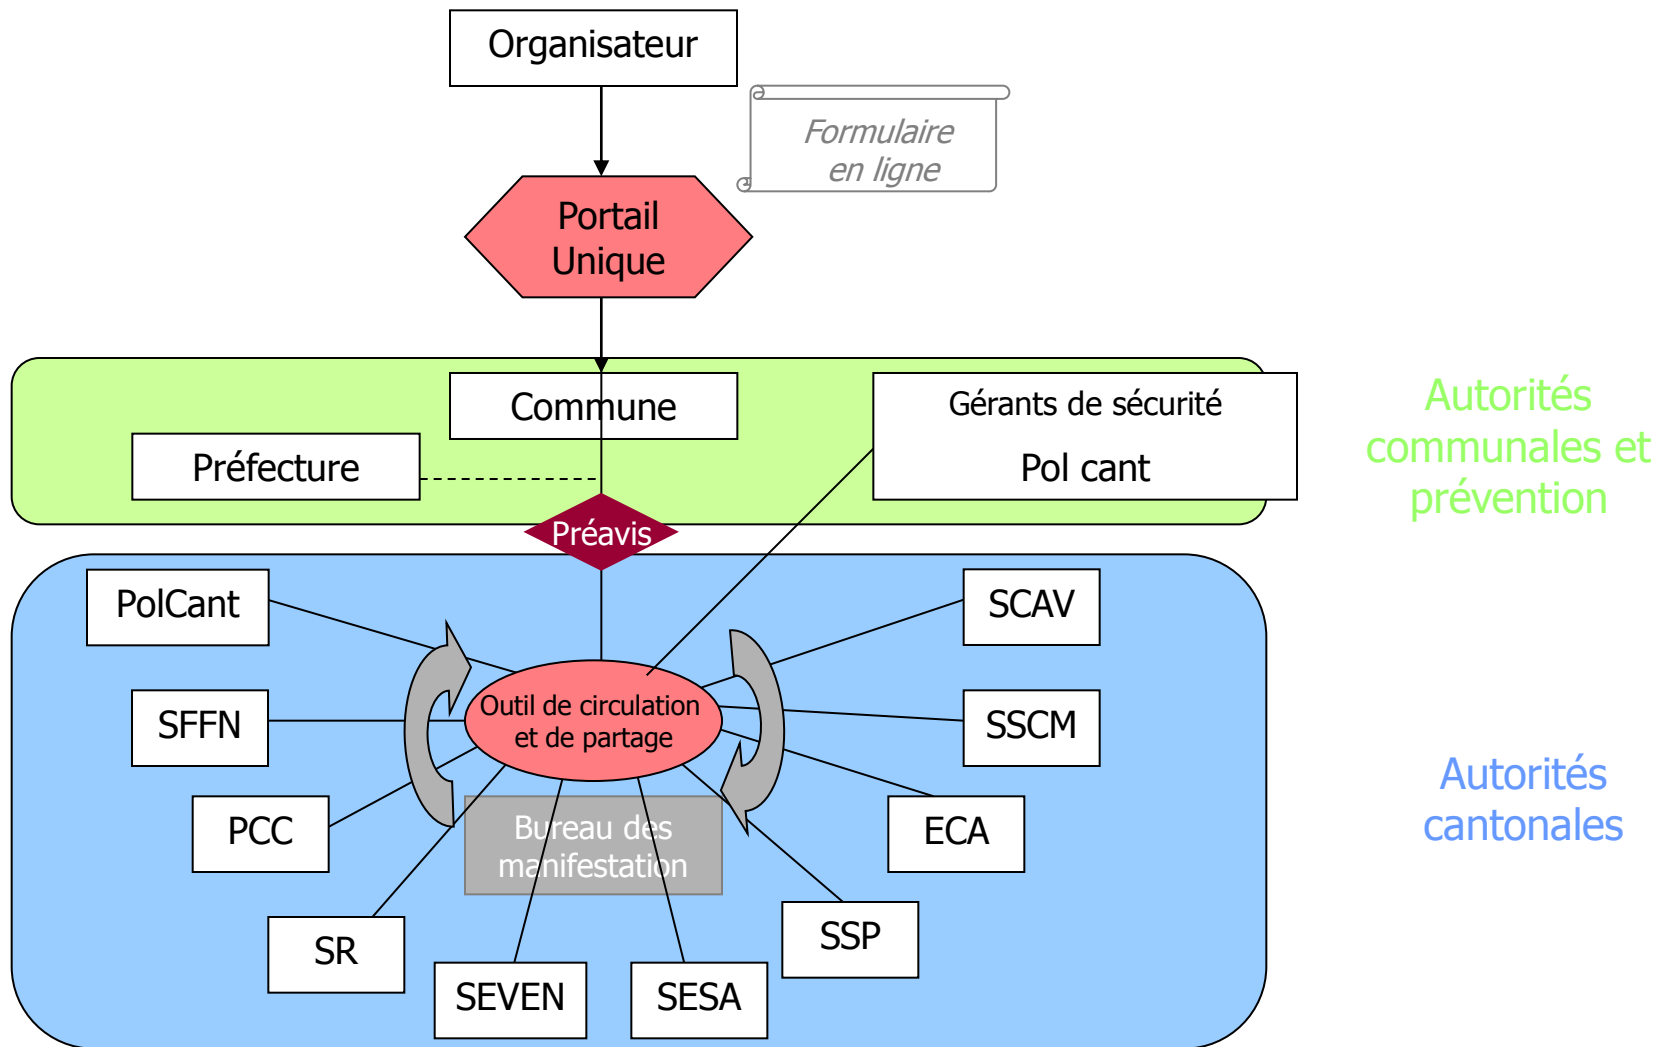 Organisateur
Formulaire
en ligne
Portail
Unique
Commune
Gérants de sécurité
Pol cant
Préfecture
Autorités
communales et
prévention
Préavis
PolCant
SCAV
SFFN
Outil de circulation
et de partage
SSCM
PCC
Bureau des
manifestation
ECA
Autorités
cantonales
SR
SSP
SEVEN
SESA